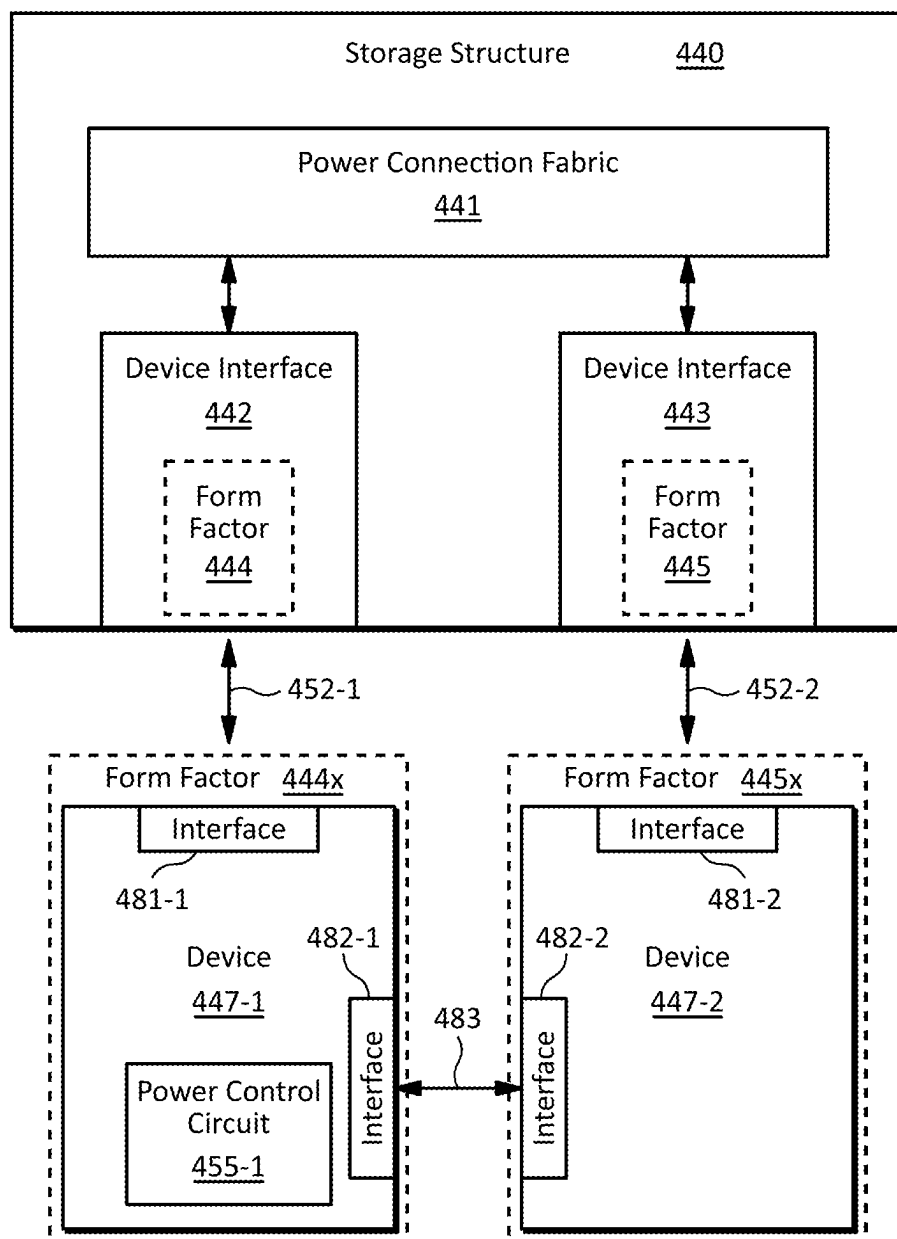 Storage Structure 440
Power Connection Fabric
441
Device Interface
442
Form
Factor
444
Device Interface
443
Form
Factor
445
452-1
452-2
Form Factor 444x
Interface
481-1
482-1
Device
447-1
Interface
Power Control
Circuit
455-1
483
Form Factor 445x
Interface
481-2
482-2
Device
447-2
Interface